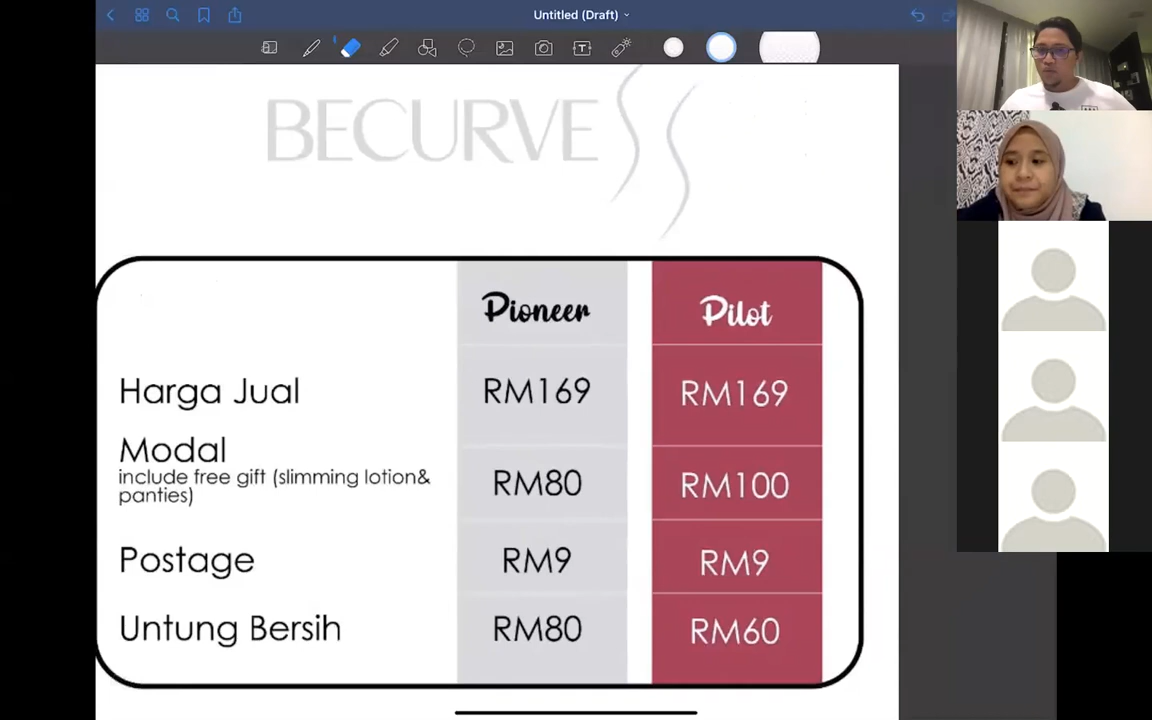 Untitled (Draft)
BECURVE
Pioneer Pilot
Harga Jual RM169 RM169
Modal
include free gift (slimming lotion&
panties)
RM80 RM100
Postage RM9 RM9
Untung Bersih RM80 RM60